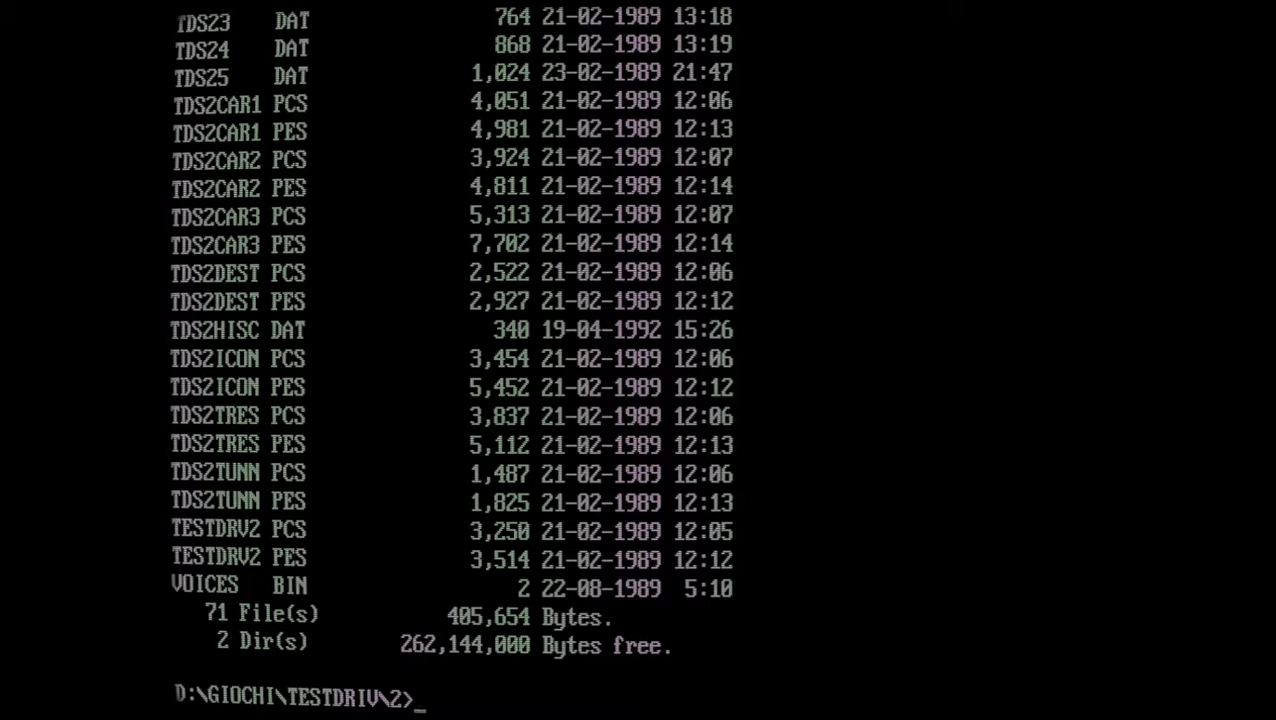 TDS23 DAT 764 21-02-1989 13:18
TDS24 DAT 868 21-02-1989 13:19
TDS25 DAT 1,024 23-02-1989 21:47
TDS2CAR1 PCS 4,051 21-02-1989 12:06
TDS2CAR1 PES 4,981 21-02-1989 12:13
TDS2CAR2 PCS 3,924 21-02-1989 12:07
TDS2CAR2 PES 4,811 21-02-1989 12:14
TDS2CAR3 PCS 5,313 21-02-1989 12:07
TDS2CAR3 PES 7,702 21-02-1989 12:14
TDS2DEST PCS 2,522 21-02-1989 12:06
TDS2DEST PES 2,927 21-02-1989 12:12
TDS2HISC DAT 340 19-04-1992 15:26
TDS2ICON PCS 3,454 21-02-1989 12:06
TDS2ICON PES 5,452 21-02-1989 12:12
TDS2TRES PCS 3,837 21-02-1989 12:06
TDS2TRES PES 5,112 21-02-1989 12:13
TDS2TUNN PCS 1,487 21-02-1989 12:06
TDS2TUNN PES 1,825 21-02-1989 12:13
TESTDRV2 PCS 3,250 21-02-1989 12:05
TESTDRV2 PES 3,514 21-02-1989 12:12
VOICES BIN 2 22-08-1989 5:10
71 File(s) 405,654 Bytes.
2 Dir(s) 262,144,000 Bytes free.
D:\GIOCHI\TESTDRIV\2>_